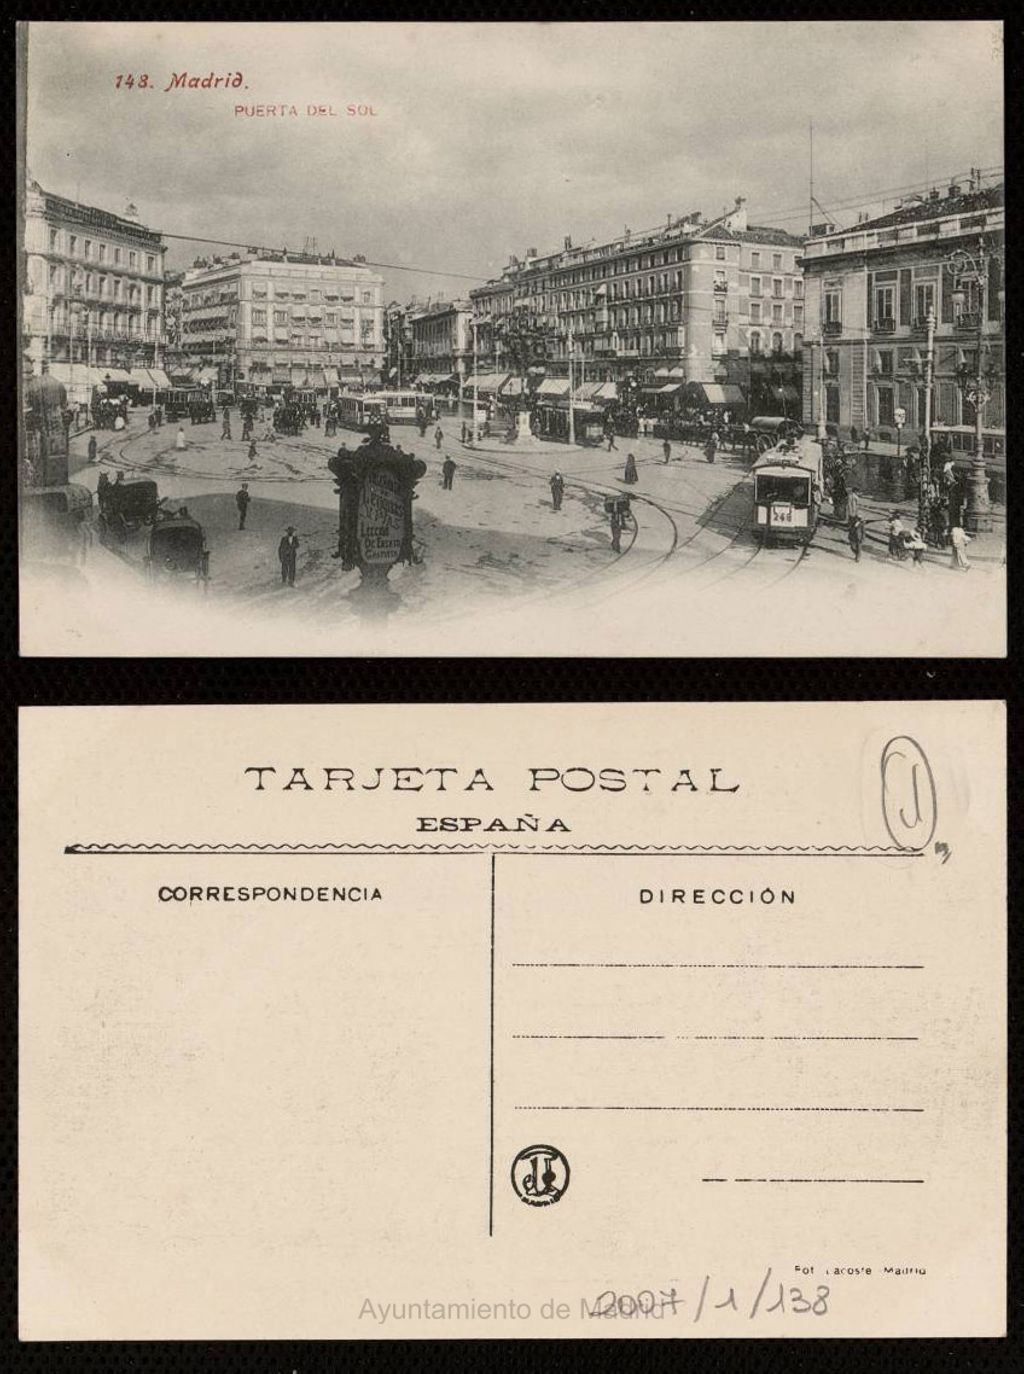 148. Madrid.
PUERTA DEL SOL
248
TARJETA POSTAL
ESPAÑA
CORRESPONDENCIA
DIRECCIÓN
Fot Lacoste Madrid
2007/1/138
Ayuntamiento de Madrid